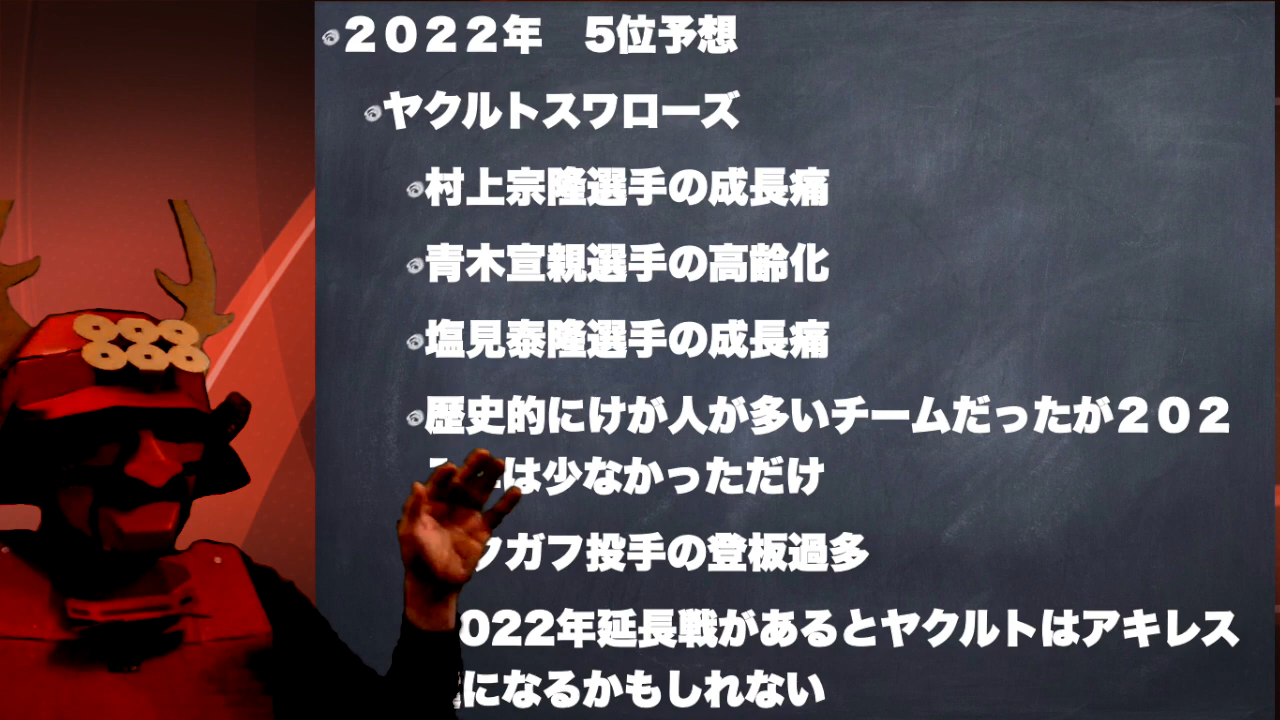 ２０２２年　5位予想
ヤクルトスワローズ
村上宗隆選手の成長痛
青木宣親選手の高齢化
塩見泰隆選手の成長痛
歴史的にけが人が多いチームだったが２０２
は少なかっただけ
クガフ投手の登板過多
022年延長戦があるとヤクルトはアキレス
になるかもしれない